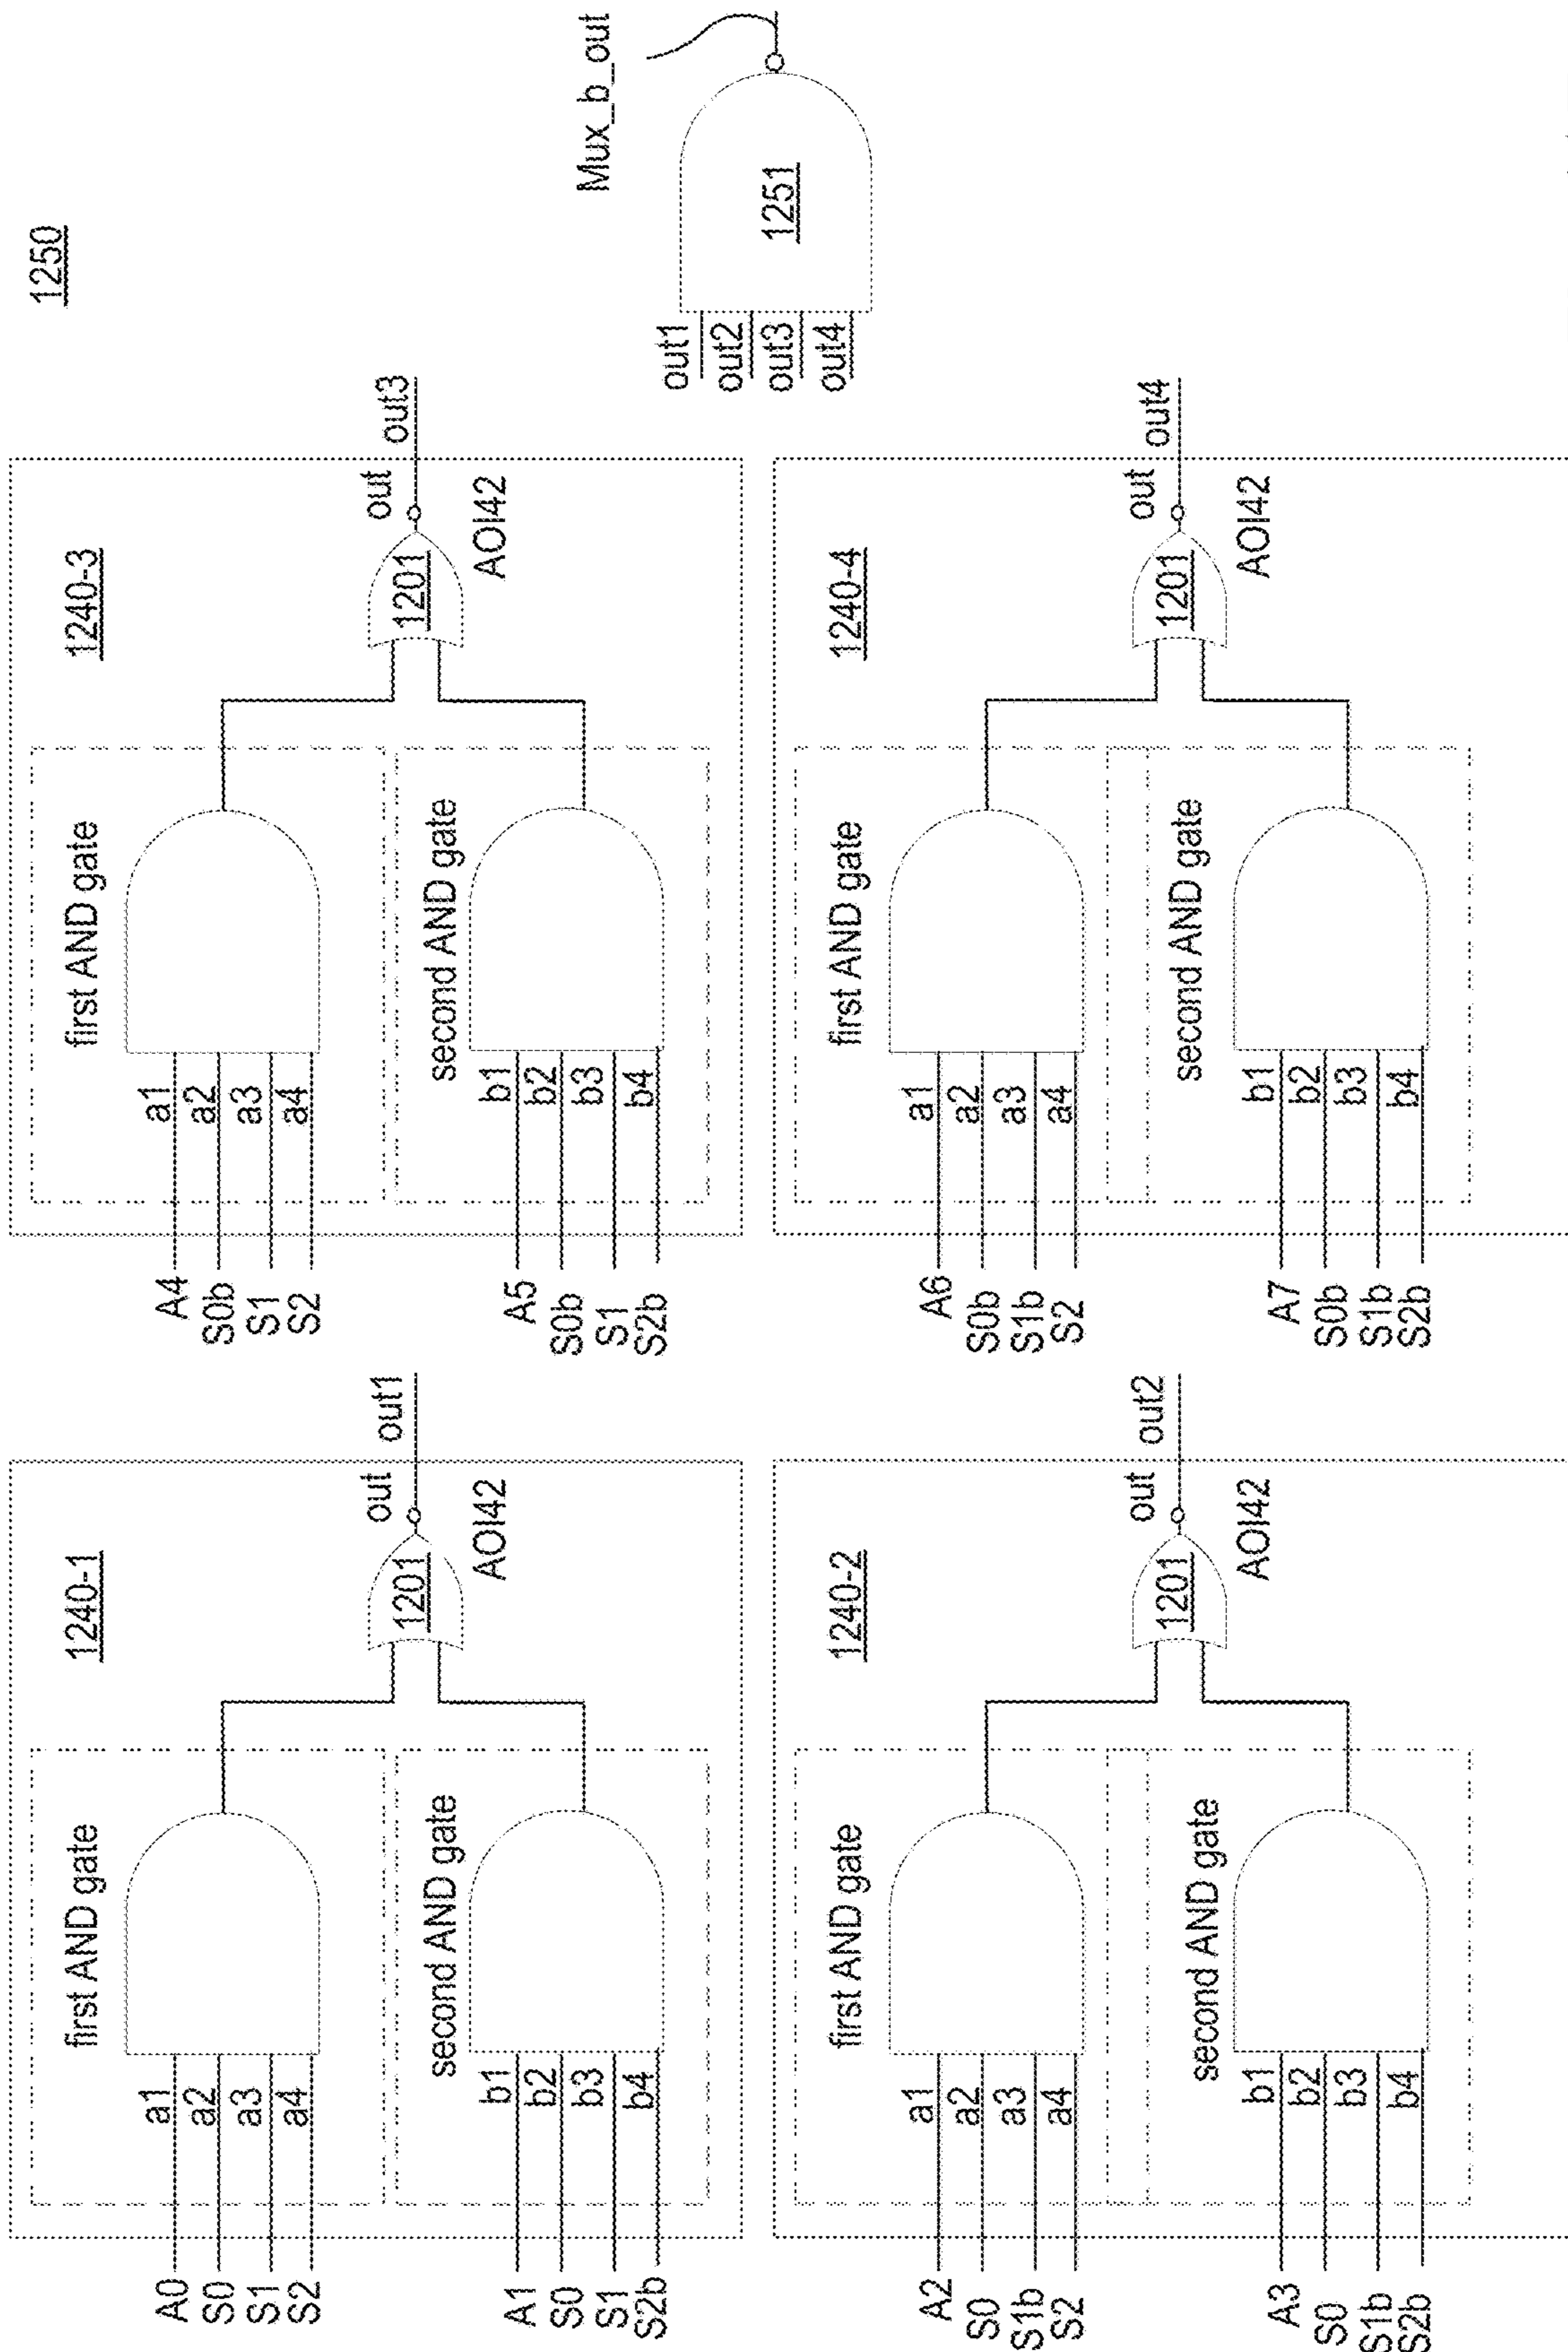 1250
1240-1
first AND gate
A0
S0
S1
S2
a1
a2
a3
a4
second AND gate
A1
S0
S1
S2b
b1
b2
b3
b4
1201
out
out1
AOI42
1240-3
first AND gate
A4
S0b
S1
S2
a1
a2
a3
a4
second AND gate
A5
S0b
S1
S2b
b1
b2
b3
b4
1201
out
out3
AOI42
1240-2
first AND gate
A2
S0
S1b
S2
a1
a2
a3
a4
second AND gate
A3
S0
S1b
S2b
b1
b2
b3
b4
1201
out
out2
AOI42
1240-4
first AND gate
A6
S0b
S1b
S2
a1
a2
a3
a4
second AND gate
A7
S0b
S1b
S2b
b1
b2
b3
b4
1201
out
out4
AOI42
out1
out2
out3
out4
1251
Mux_b_out